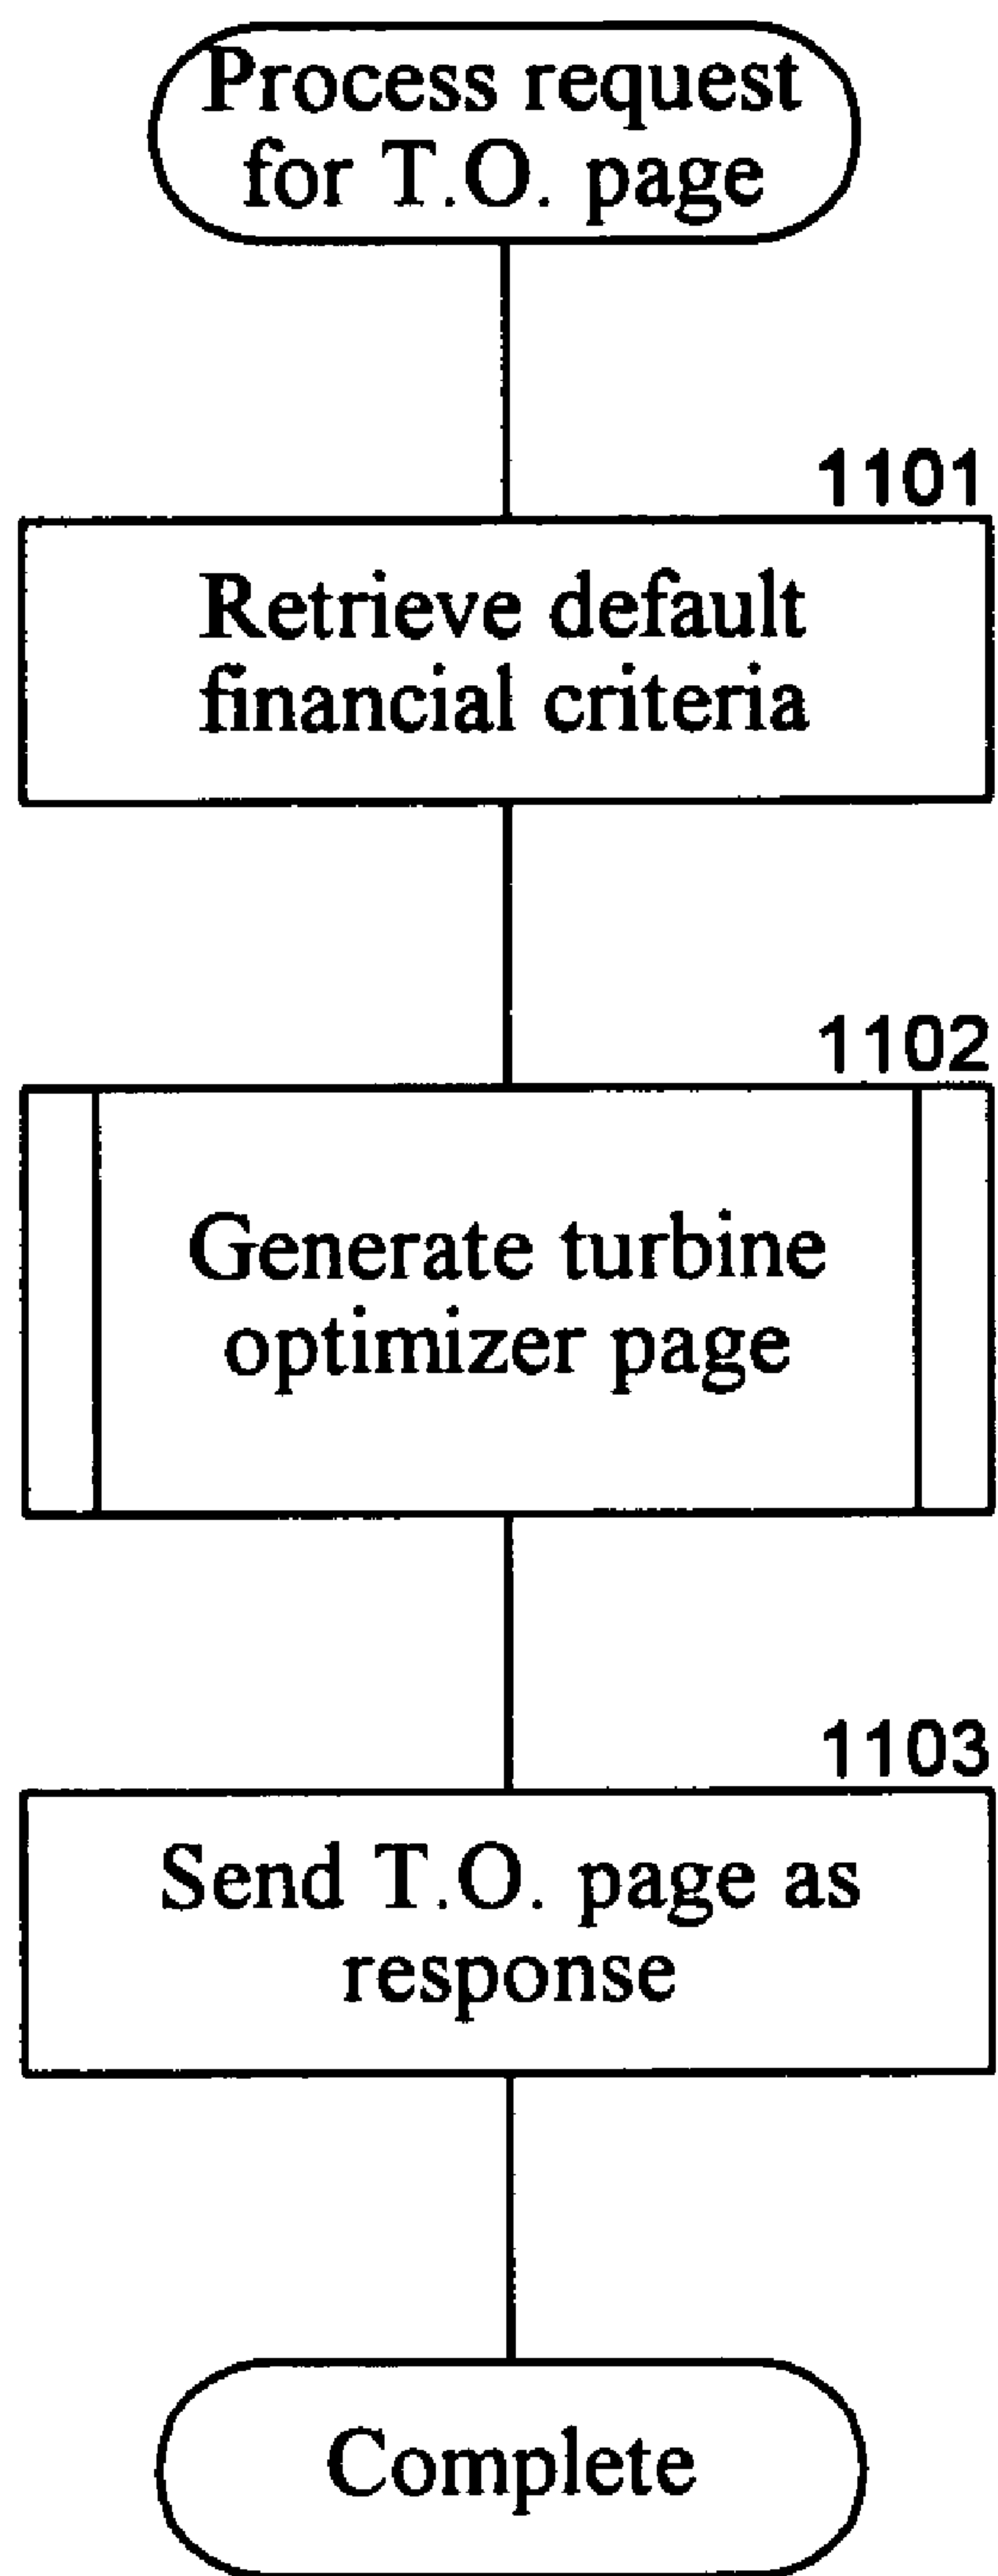 Process request
for T.O. page
1101
Retrieve default
financial criteria
1102
Generate turbine
optimizer page
1103
Send T.O. page as
response
Complete